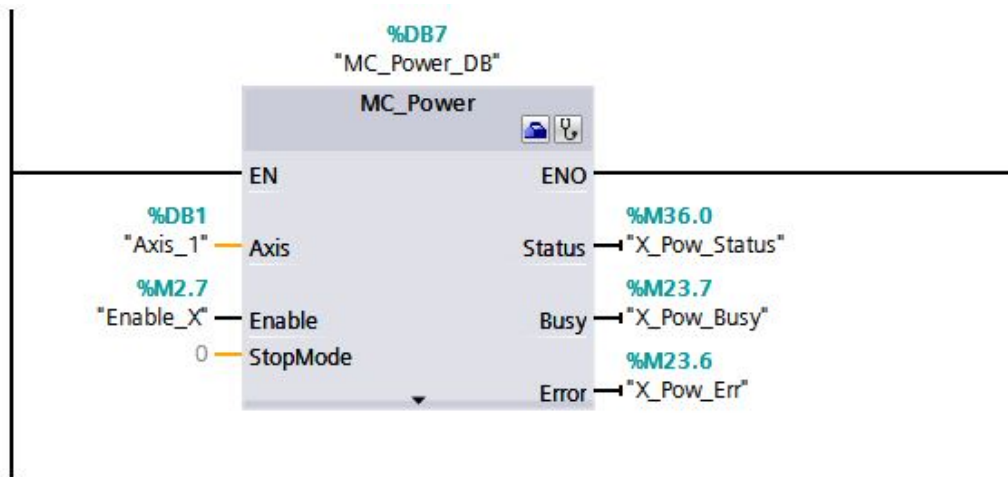 %DB7
"MC_Power_DB"
MC_Power
EN ENO
%DB1 %M36.0
"Axis_1" Axis Status "X_Pow_Status"
%M2.7 %M23.7
"Enable_X" Enable Busy "X_Pow_Busy"
0 StopMode
%M23.6
Error "X_Pow_Err"